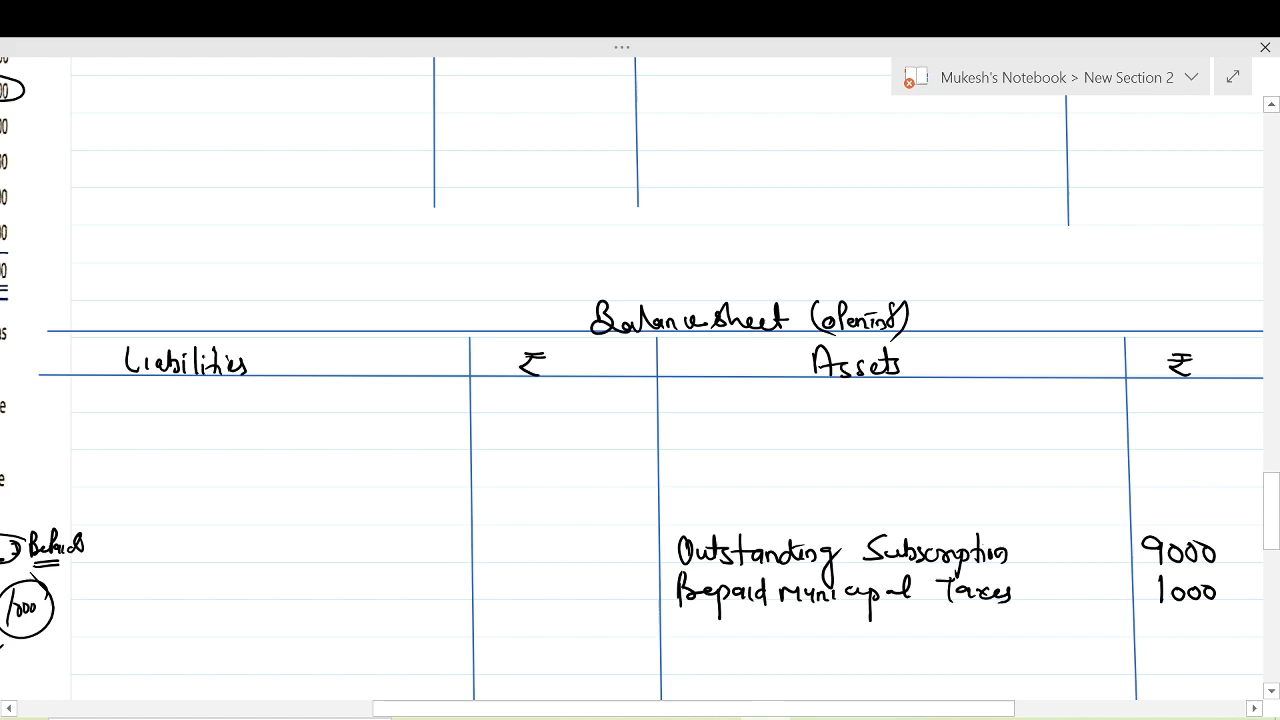 Mukesh's Notebook > New Section 2
Balance sheet (opening)
Liabilities ₹ Assets ₹
Outstanding Subscription 9000
Prepaid municipal Taxes 1000